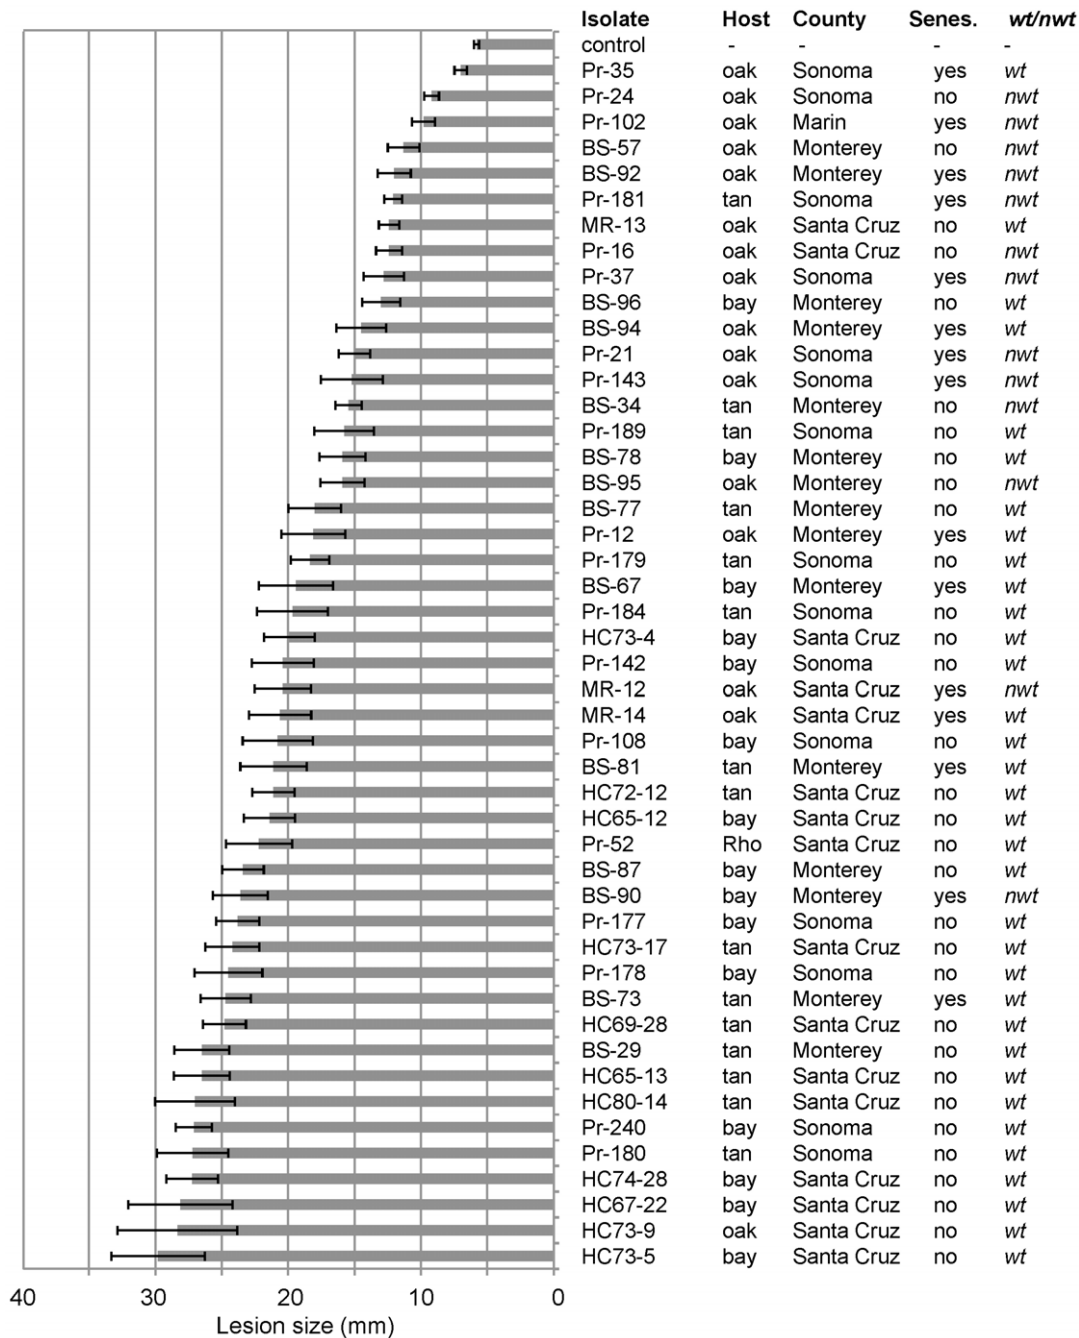 Isolate Host County Senes. wt/nwt
control - - - -
Pr-35 oak Sonoma yes wt
Pr-24 oak Sonoma no nwt
Pr-102 oak Marin yes nwt
BS-57 oak Monterey no nwt
BS-92 oak Monterey yes nwt
Pr-181 tan Sonoma yes nwt
MR-13 oak Santa Cruz no wt
Pr-16 oak Santa Cruz no nwt
Pr-37 oak Sonoma yes nwt
BS-96 bay Monterey no wt
BS-94 oak Monterey yes wt
Pr-21 oak Sonoma yes nwt
Pr-143 oak Sonoma yes nwt
BS-34 tan Monterey no nwt
Pr-189 tan Sonoma no wt
BS-78 bay Monterey no wt
BS-95 oak Monterey no nwt
BS-77 tan Monterey no wt
Pr-12 oak Monterey yes wt
Pr-179 tan Sonoma no wt
BS-67 bay Monterey yes wt
Pr-184 tan Sonoma no wt
HC73-4 bay Santa Cruz no wt
Pr-142 bay Sonoma no wt
MR-12 oak Santa Cruz yes nwt
MR-14 oak Santa Cruz yes wt
Pr-108 bay Sonoma no wt
BS-81 tan Monterey yes wt
HC72-12 tan Santa Cruz no wt
HC65-12 bay Santa Cruz no wt
Pr-52 Rho Santa Cruz no wt
BS-87 bay Monterey no wt
BS-90 bay Monterey yes nwt
Pr-177 bay Sonoma no wt
HC73-17 tan Santa Cruz no wt
Pr-178 bay Sonoma no wt
BS-73 tan Monterey yes wt
HC69-28 tan Santa Cruz no wt
BS-29 tan Monterey no wt
HC65-13 tan Santa Cruz no wt
HC80-14 tan Santa Cruz no wt
Pr-240 bay Sonoma no wt
Pr-180 tan Sonoma no wt
HC74-28 bay Santa Cruz no wt
HC67-22 bay Santa Cruz no wt
HC73-9 oak Santa Cruz no wt
HC73-5 bay Santa Cruz no wt
40 30 20 10 0
Lesion size (mm)